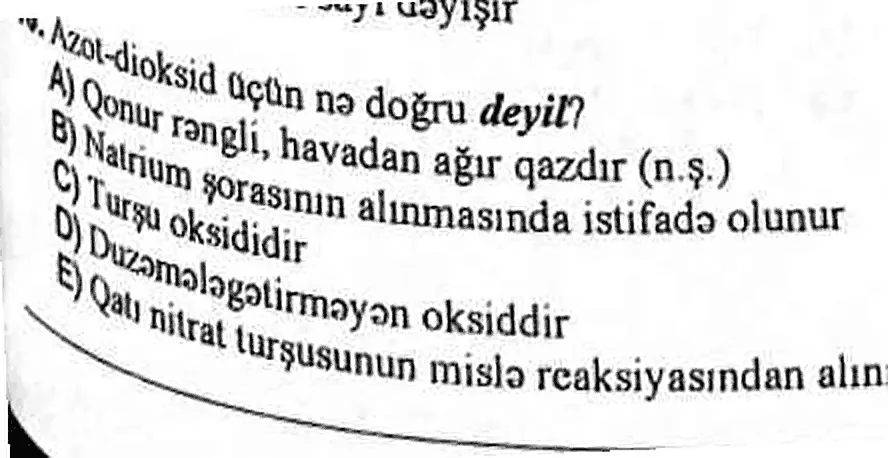 Azot-dioksid üçün nə doğru deyil?
A) Qonur rəngli, havadan ağır qazdır (n.ş.)
B) Natrium şorasının alınmasında istifadə olunur
C) Turşu oksididir
D) Duzəmələgətirməyən oksiddir
E) Qatı nitrat turşusunun mislə reaksiyasından alın